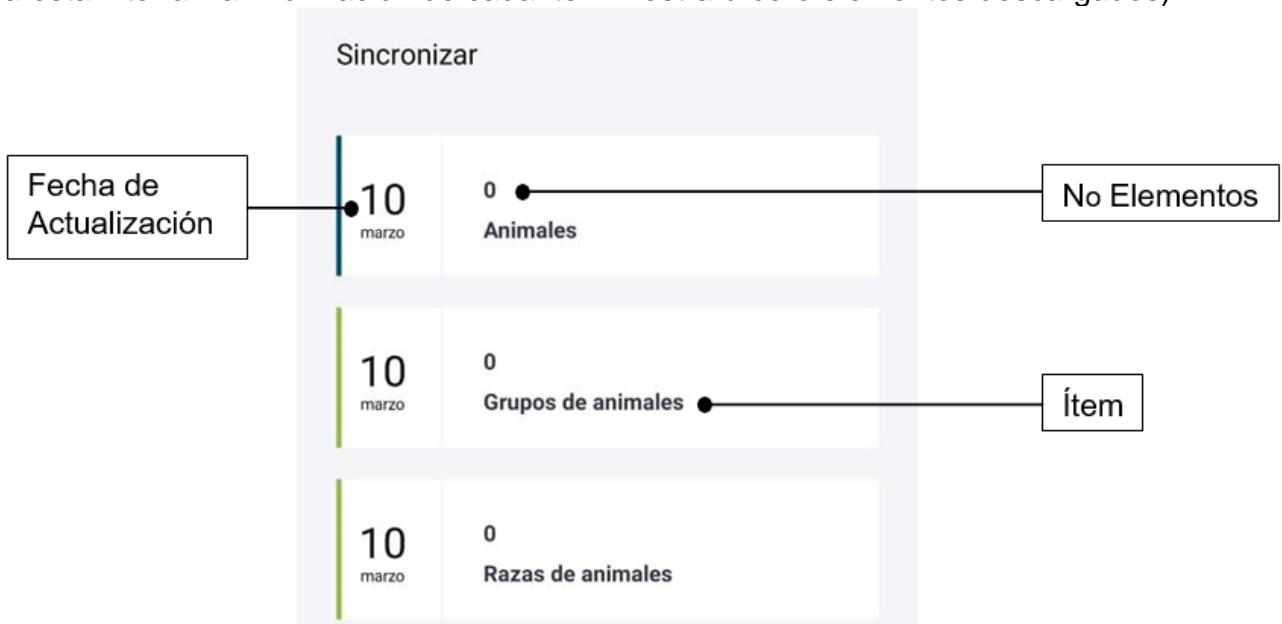 Sincronizar
Fecha de
Actualización
10
marzo
0
Animales
No Elementos
10
marzo
0
Grupos de animales
Ítem
10
marzo
0
Razas de animales